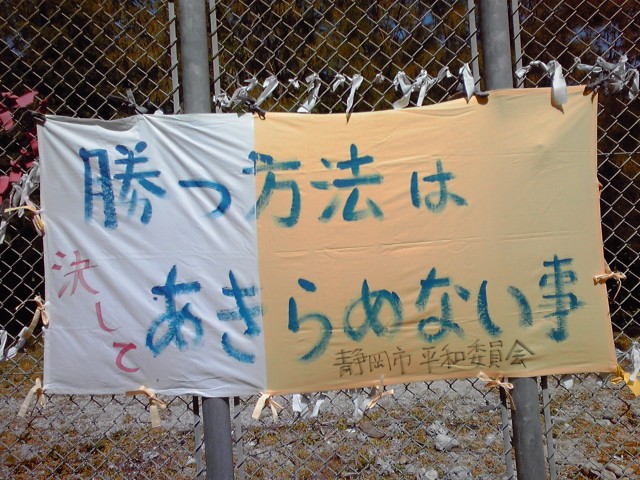 勝つ方法は
決して
あきらめない事
静岡市 平和委員会